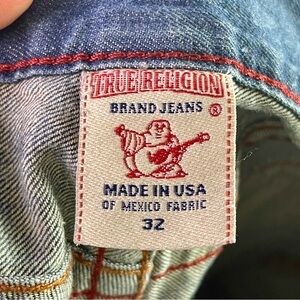 TRUE RELIGION
BRAND JEANS ®
MADE IN USA
OF MEXICO FABRIC
32